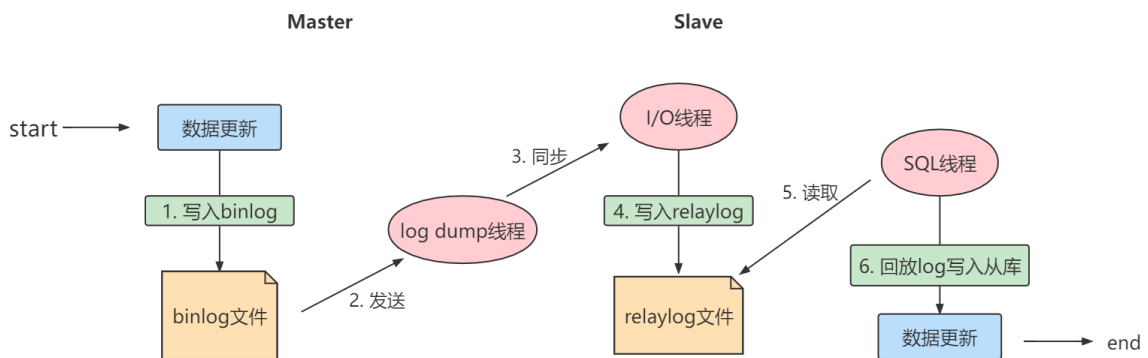 Master
Slave
start
数据更新
1. 写入binlog
binlog文件
2. 发送
log dump线程
3. 同步
I/O线程
4. 写入relaylog
relaylog文件
5. 读取
SQL线程
6. 回放log写入从库
数据更新
end